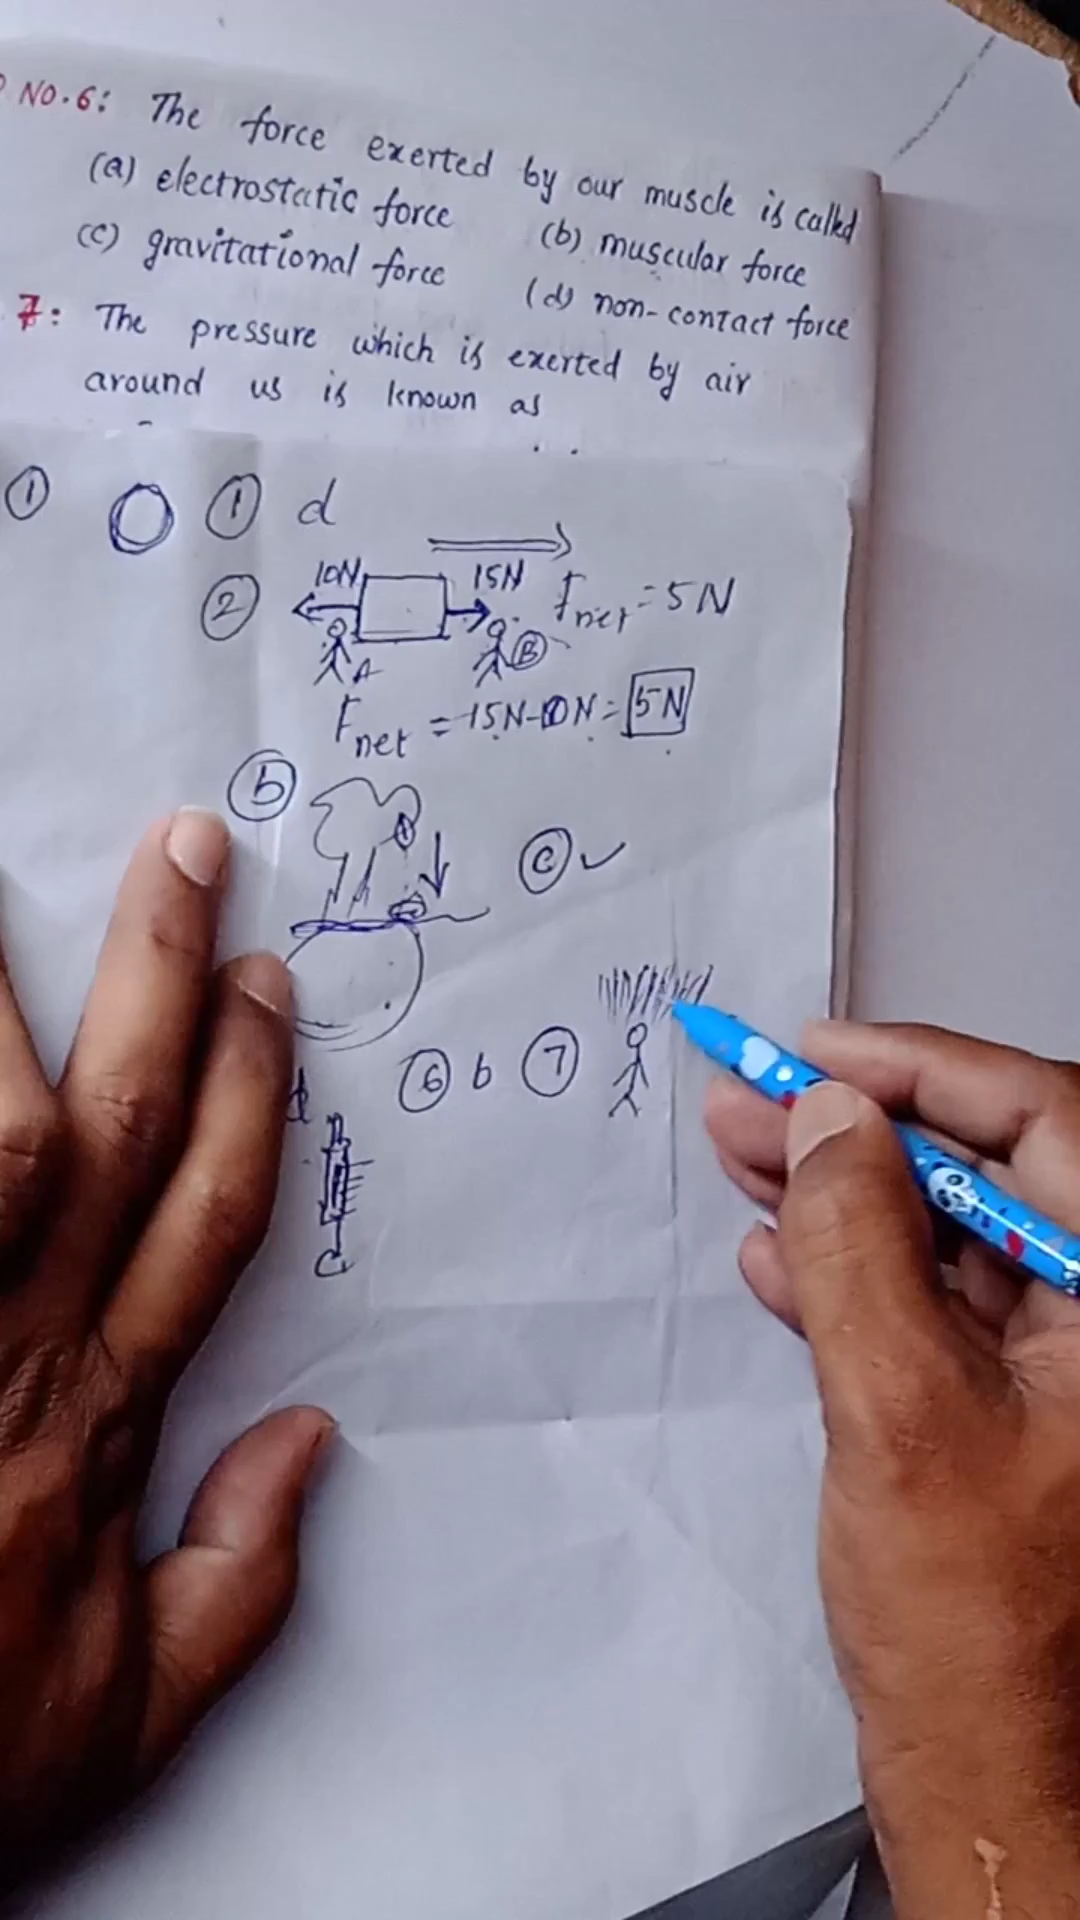 NO.6: The force exerted by our muscle is called
(a) electrostatic force (b) muscular force
(c) gravitational force (d) non-contact force
7: The pressure which is exerted by air
around us is known as
① ① d
② 10N 15N Fnet = 5N
A B
Fnet = 15N-10N = 5N
b
c ✓
d ⑥ b ⑦